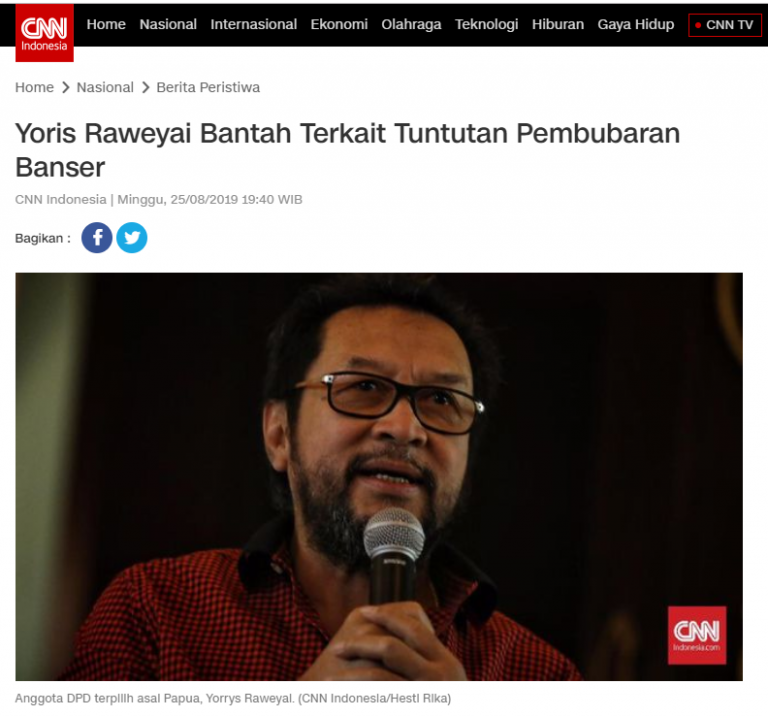 CNN
Indonesia
Home Nasional Internasional Ekonomi Olahraga Teknologi Hiburan Gaya Hidup CNN TV
Home Nasional Berita Peristiwa
Yoris Raweyai Bantah Terkait Tuntutan Pembubaran
Banser
CNN Indonesia | Minggu, 25/08/2019 19:40 WIB
Bagikan :
CNN
Indonesia.com
Anggota DPD terpilih asal Papua, Yorrys Raweyai. (CNN Indonesia/Hesti Rika)